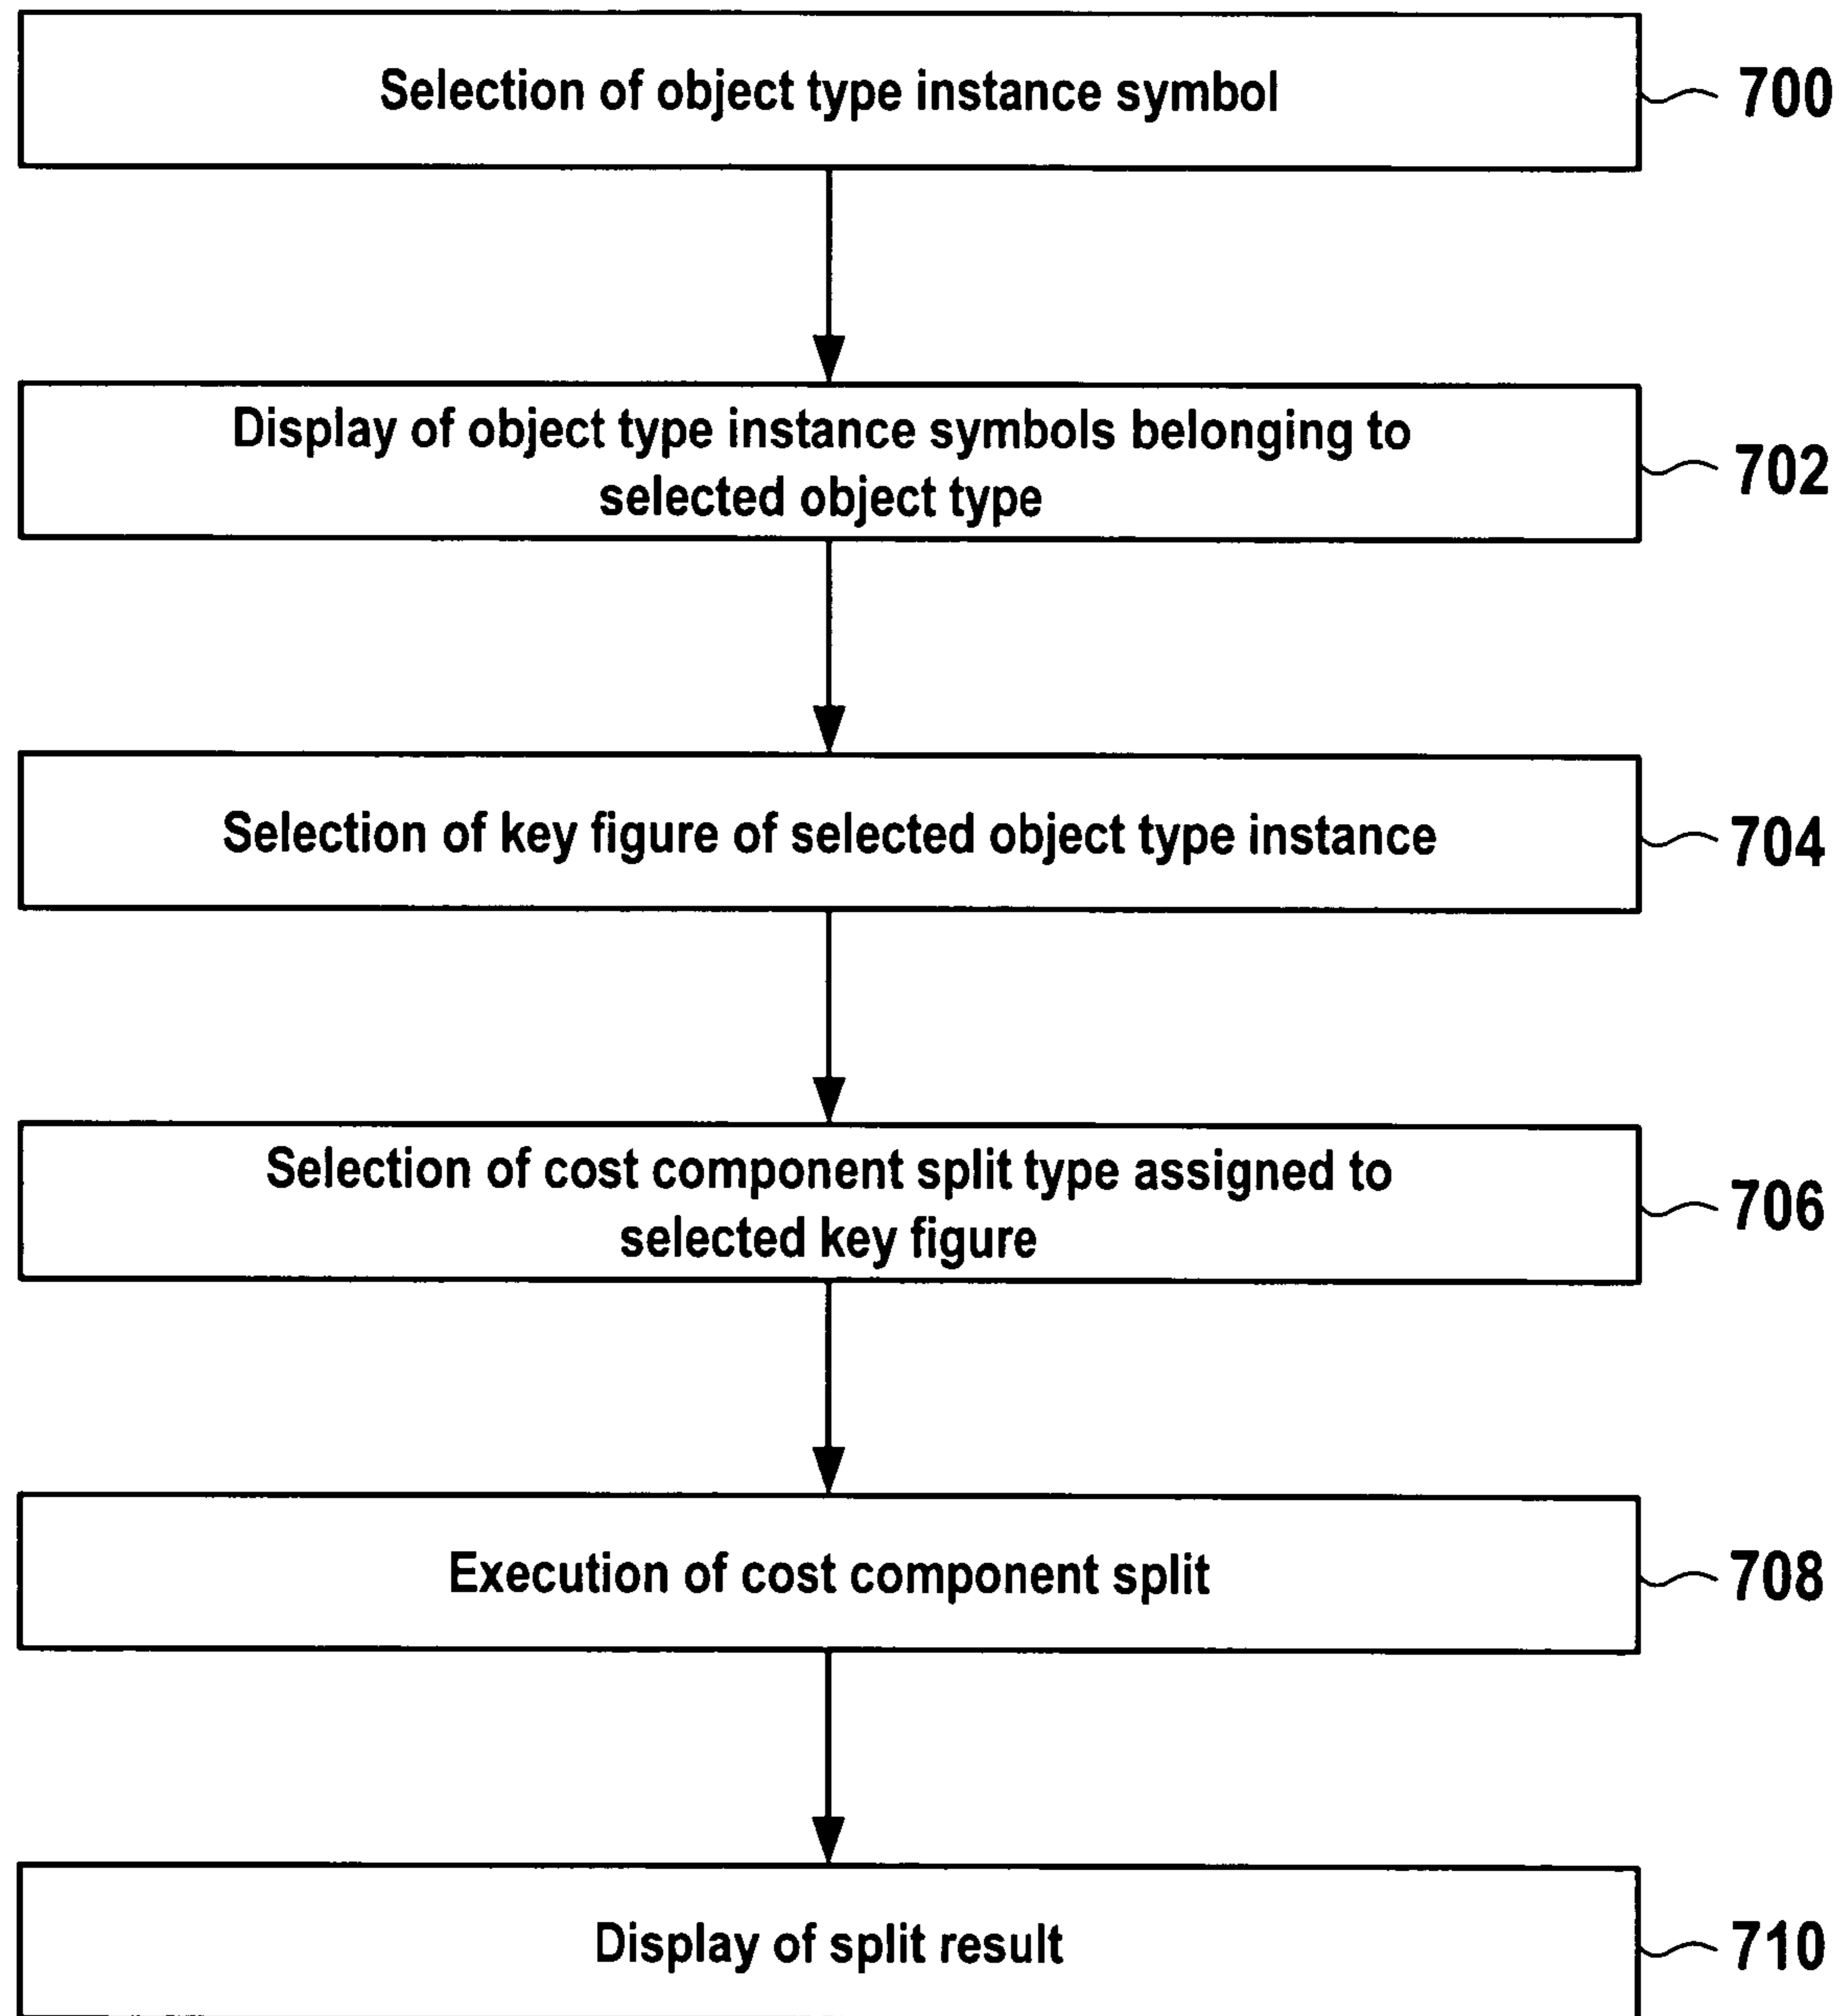 Selection of object type instance symbol
700
Display of object type instance symbols belonging to
selected object type
702
Selection of key figure of selected object type instance
704
Selection of cost component split type assigned to
selected key figure
706
Execution of cost component split
708
Display of split result
710